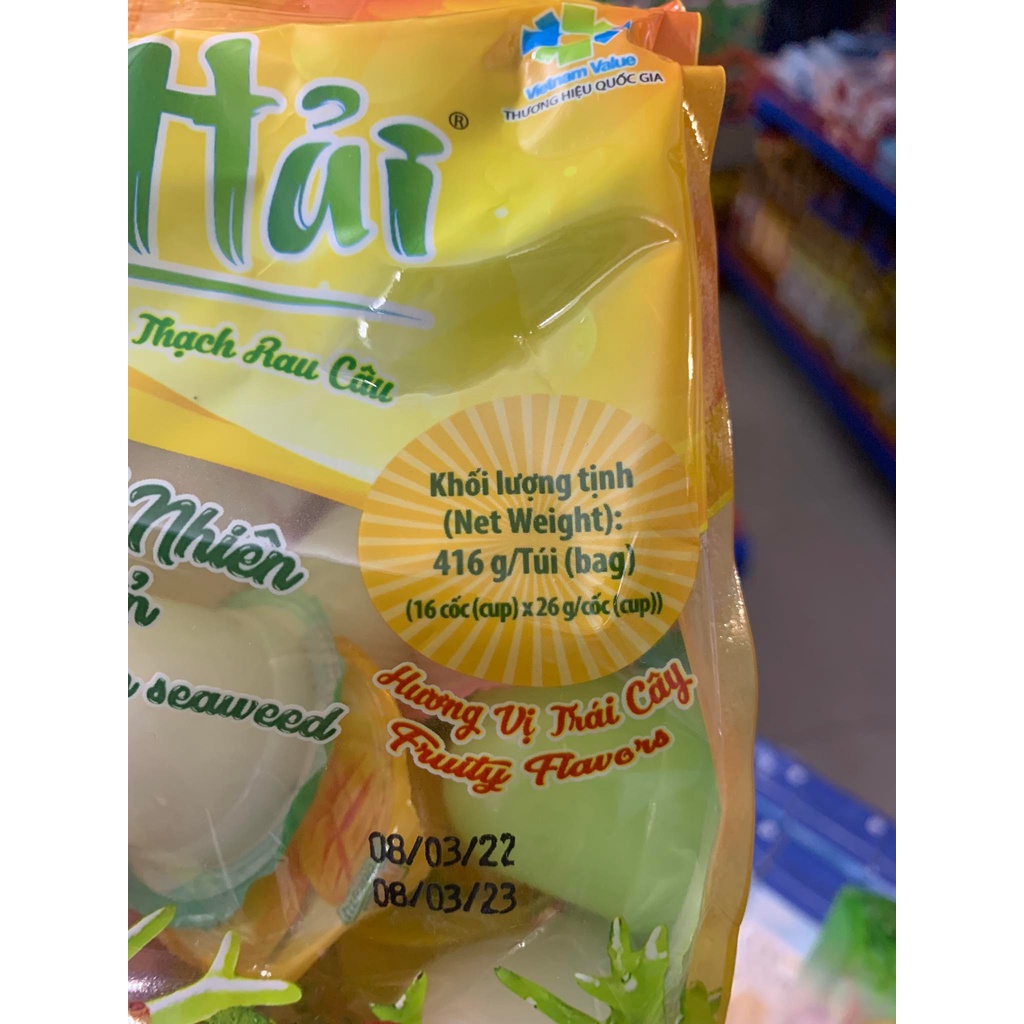 Vietnam Value
THƯƠNG HIỆU QUỐC GIA
Hải®
Thạch Rau Câu
Khối lượng tịnh
(Net Weight):
416 g/Túi (bag)
(16 cốc (cup) x 26 g/cốc (cup))
Nhiên
seaweed
Hương Vị Trái Cây
Fruity Flavors
08/03/22
08/03/23